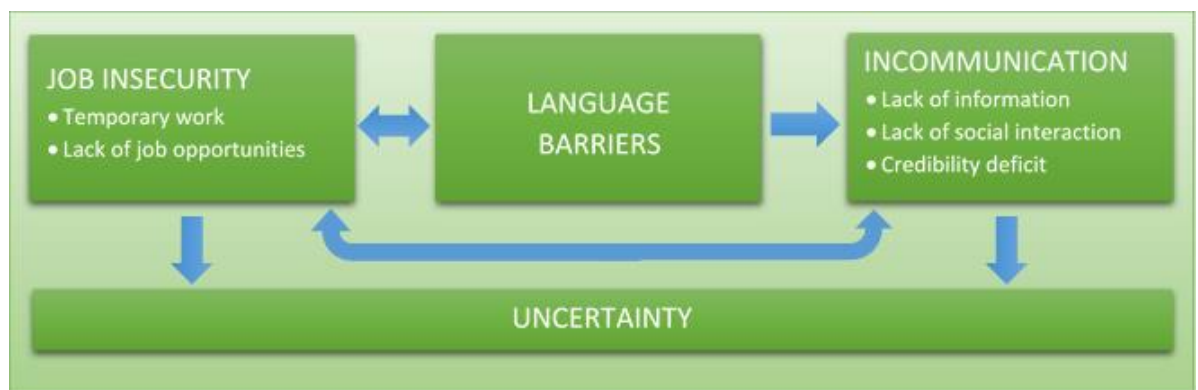 JOB INSECURITY
• Temporary work
• Lack of job opportunities
LANGUAGE
BARRIERS
INCOMMUNICATION
• Lack of information
• Lack of social interaction
• Credibility deficit
UNCERTAINTY